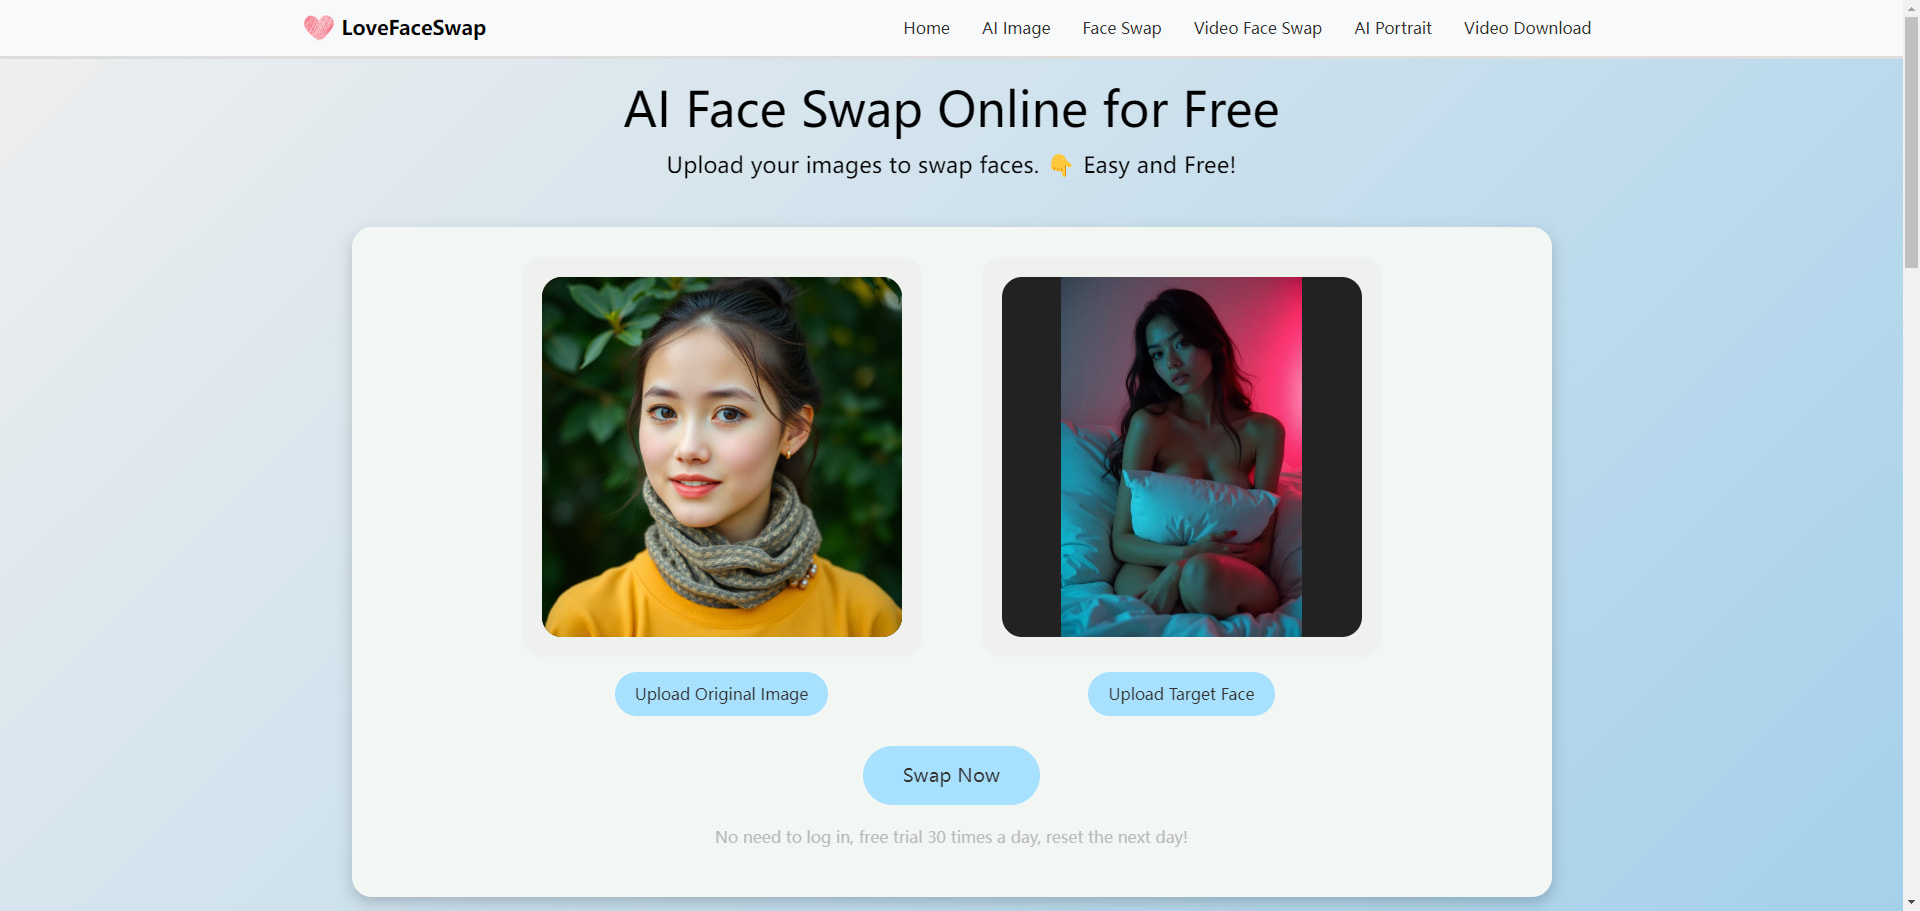 LoveFaceSwap
Home AI Image Face Swap Video Face Swap AI Portrait Video Download
AI Face Swap Online for Free
Upload your images to swap faces. 👇 Easy and Free!
Upload Original Image
Upload Target Face
Swap Now
No need to log in, free trial 30 times a day, reset the next day!